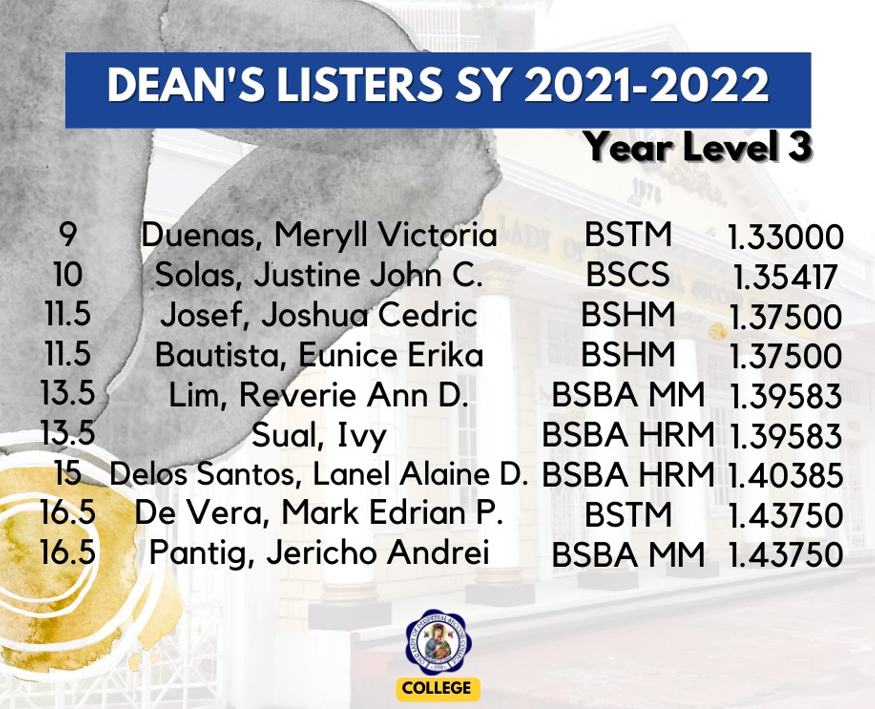 DEAN'S LISTERS SY 2021-2022
Year Level 3
9 Duenas, Meryll Victoria BSTM 1.33000
10 Solas, Justine John C. BSCS 1.35417
11.5 Josef, Joshua Cedric BSHM 1.37500
11.5 Bautista, Eunice Erika BSHM 1.37500
13.5 Lim, Reverie Ann D. BSBA MM 1.39583
13.5 Sual, Ivy BSBA HRM 1.39583
15 Delos Santos, Lanel Alaine D. BSBA HRM 1.40385
16.5 De Vera, Mark Edrian P. BSTM 1.43750
16.5 Pantig, Jericho Andrei BSBA MM 1.43750
COLLEGE